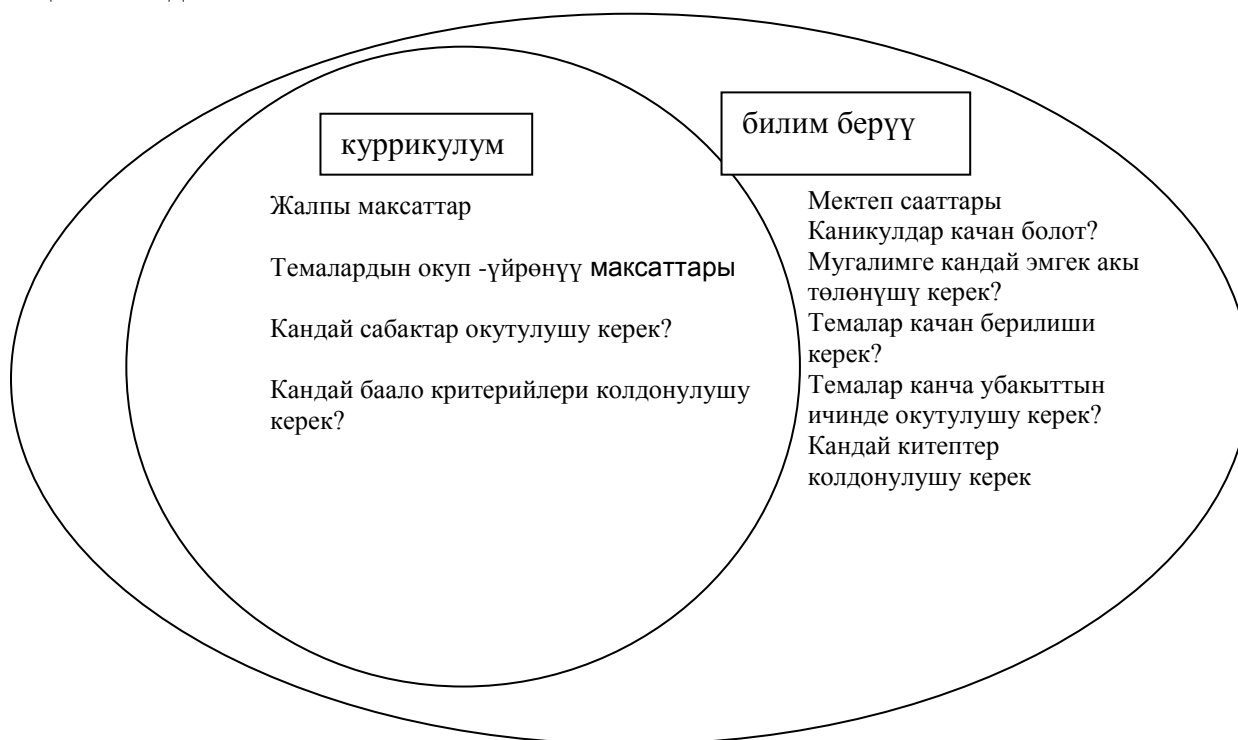 куррикулум
Жалпы максаттар
Темалардын окуп -үйрөнүү максаттары
Кандай сабактар окутулушу керек?
Кандай баало критерийлери колдонулушу
керек?
билим берүү
Мектеп сааттары
Каникулдар качан болот?
Мугалимге кандай эмгек акы
төлөнүшү керек?
Темалар качан берилиши
керек?
Темалар канча убакыттын
ичинде окутулушу керек?
Кандай китептер
колдонулушу керек